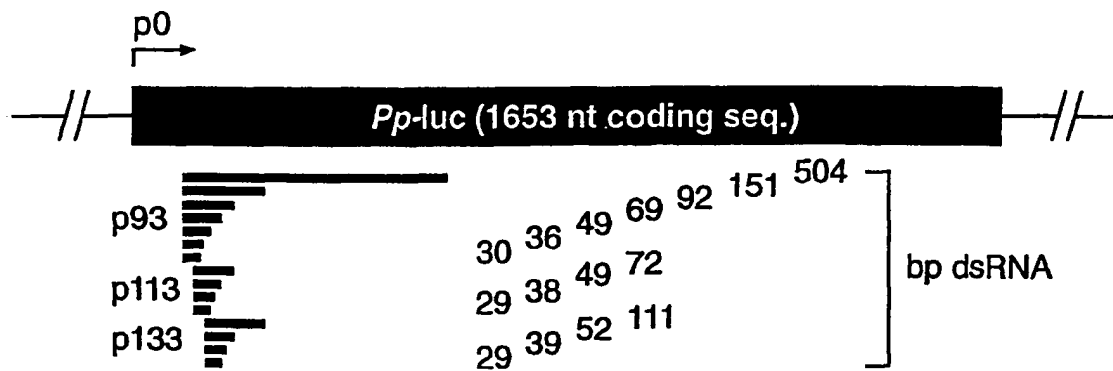 p0
Pp-luc (1653 nt coding seq.)
p93
30 36 49 69 92 151 504
p113
29 38 49 72
p133
29 39 52 111
bp dsRNA